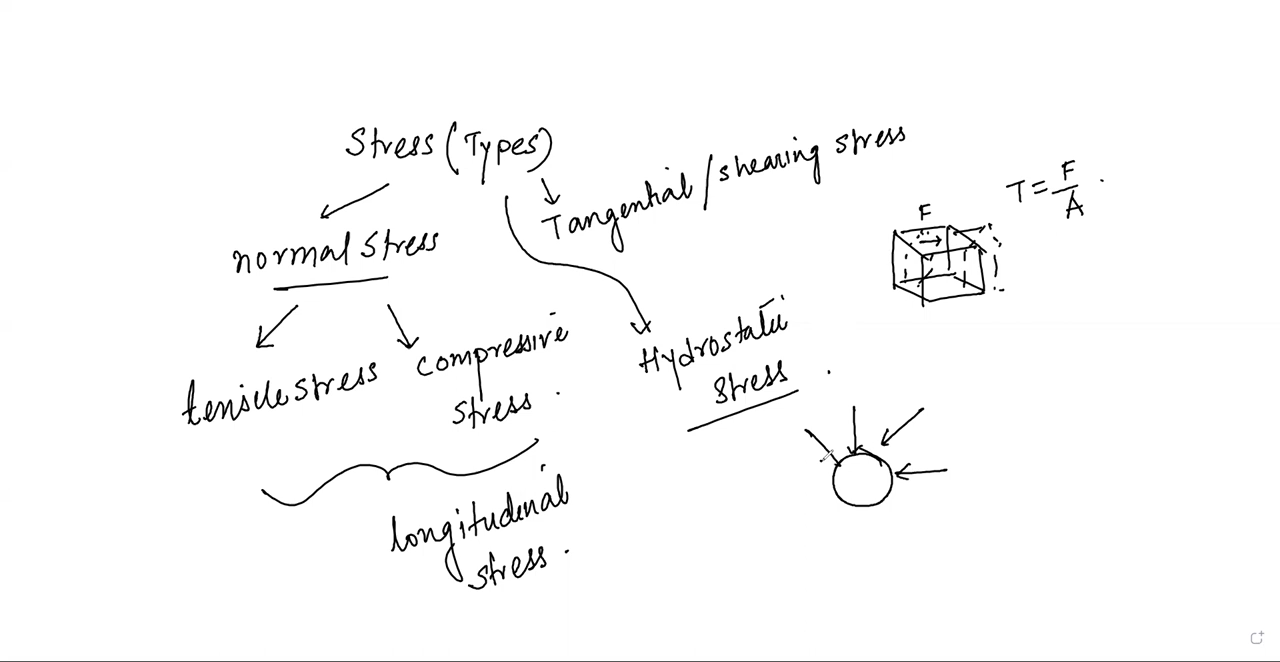 Stress (Types)
Tangential / shearing stress
T = F/A .
F
normal stress
Hydrostatic
stress .
tensile stress
compressive
stress .
longitudenal
stress .